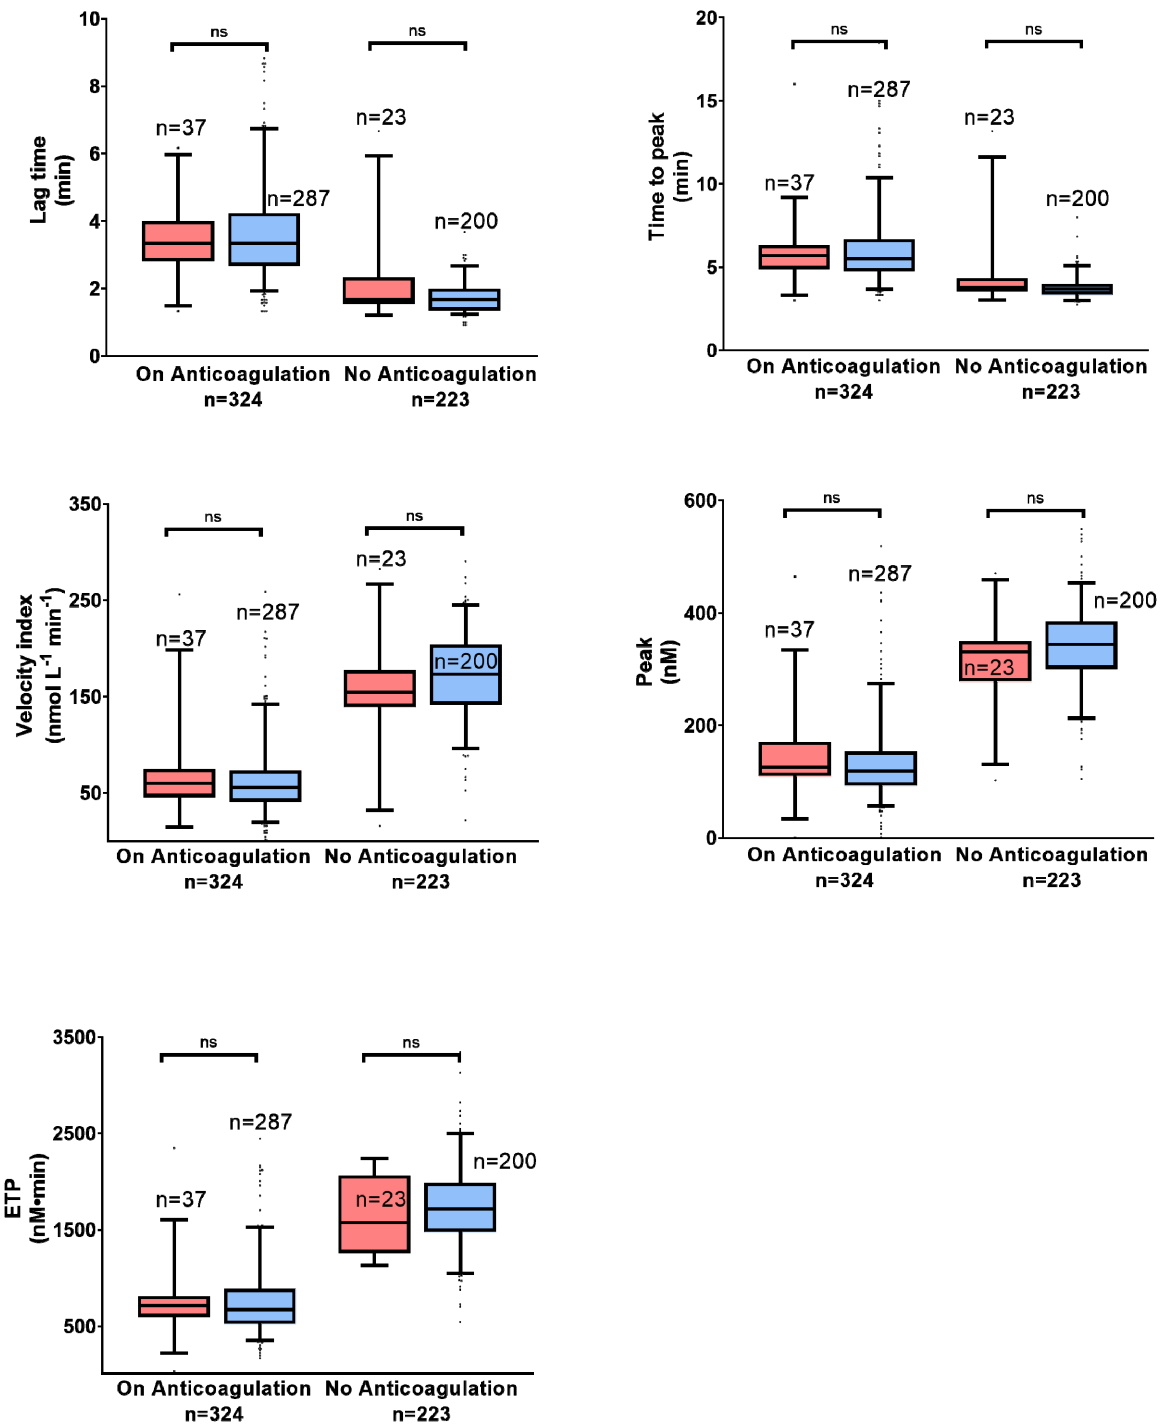 10
8
6
4
2
0
Lag time
(min)
ns
ns
n=37
n=287
n=23
n=200
On Anticoagulation
n=324
No Anticoagulation
n=223
20
15
10
5
0
Time to peak
(min)
ns
ns
n=37
n=287
n=23
n=200
On Anticoagulation
n=324
No Anticoagulation
n=223
350
250
150
50
Velocity index
(nmol L⁻¹ min⁻¹)
ns
ns
n=37
n=287
n=23
n=200
On Anticoagulation
n=324
No Anticoagulation
n=223
600
400
200
0
Peak
(nM)
ns
ns
n=37
n=287
n=23
n=200
On Anticoagulation
n=324
No Anticoagulation
n=223
3500
2500
1500
500
ETP
(nM•min)
ns
ns
n=37
n=287
n=23
n=200
On Anticoagulation
n=324
No Anticoagulation
n=223